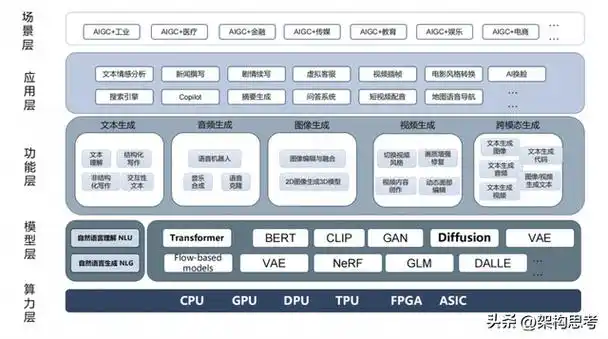 场景层
AIGC+工业 AIGC+医疗 AIGC+金融 AIGC+传媒 AIGC+教育 AIGC+娱乐 AIGC+电商 ... ...
应用层
文本情感分析 新闻撰写 剧情续写 虚拟客服 视频插帧 电影风格转换 AI换脸
搜索引擎 Copilot 摘要生成 问答系统 短视频配音 地图语音导航 ... ...
功能层
文本生成
文本理解
结构化写作
非结构化写作
交互性文本
音频生成
语音机器人
音乐合成
语音克隆
图像生成
图像编辑与融合
2D图像生成3D模型
视频生成
切换视频风格
画质增强修复
视频内容创作
动态面部编辑
跨模态生成
文本生成图像
文本生成代码
文本生成音频
图像/视频生成文本
文本生成视频
模型层
自然语言理解 NLU
自然语言生成 NLG
Transformer BERT CLIP GAN Diffusion VAE
Flow-based models VAE NeRF GLM DALLE ... ...
算力层
CPU GPU DPU TPU FPGA ASIC
头条 @架构思考